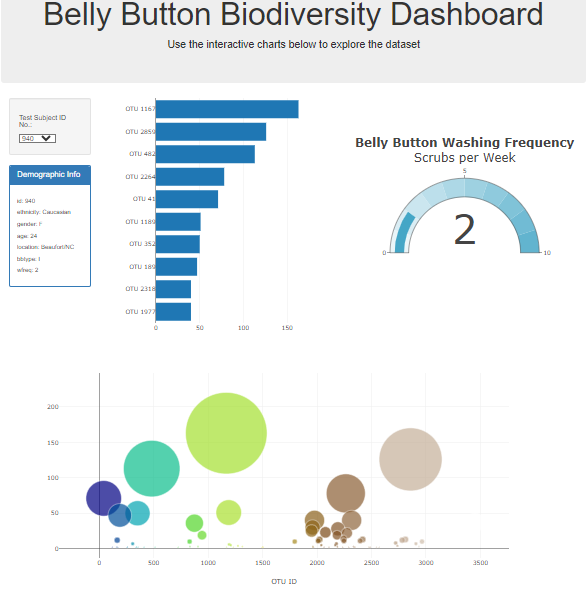 Belly Button Biodiversity Dashboard
Use the interactive charts below to explore the dataset
Test Subject ID
No.:
940
Demographic Info
id: 940
ethnicity: Caucasian
gender: F
age: 24
location: Beaufort/NC
bbtype: I
wfreq: 2
OTU 1167
OTU 2859
OTU 482
OTU 2264
OTU 41
OTU 1189
OTU 352
OTU 189
OTU 2318
OTU 1977
0 50 100 150
Belly Button Washing Frequency
Scrubs per Week
5
0
10
2
200
150
100
50
0
0 500 1000 1500 2000 2500 3000 3500
OTU ID